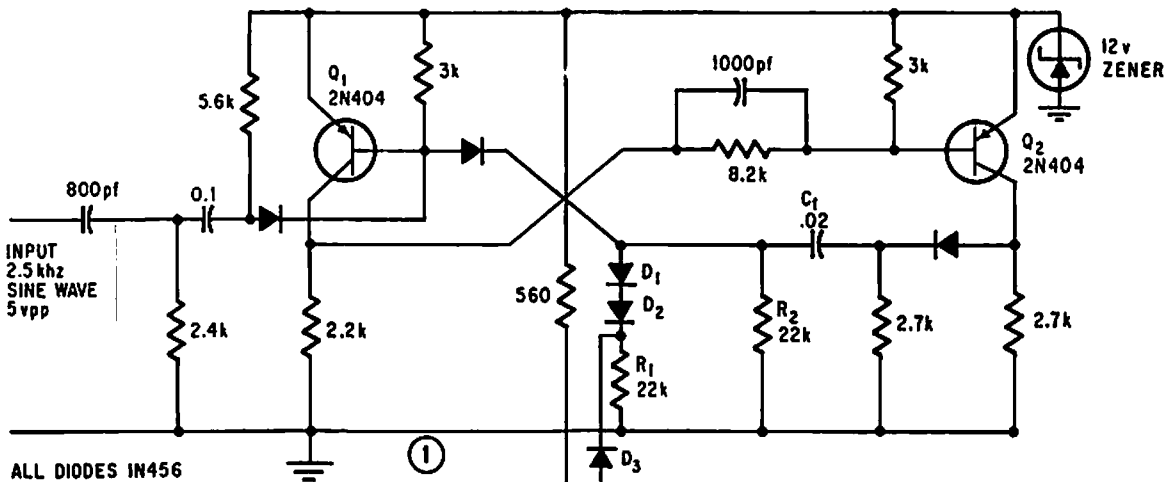 12v
ZENER
1000pf
3k
3k
Q1
2N404
5.6k
Q2
2N404
8.2k
800pf
0.1
Cf
.02
INPUT
2.5 khz
SINE WAVE
5 vpp
D1
560
D2
R2
22k
2.7k
2.7k
2.4k
2.2k
R1
22k
1
D3
ALL DIODES IN456